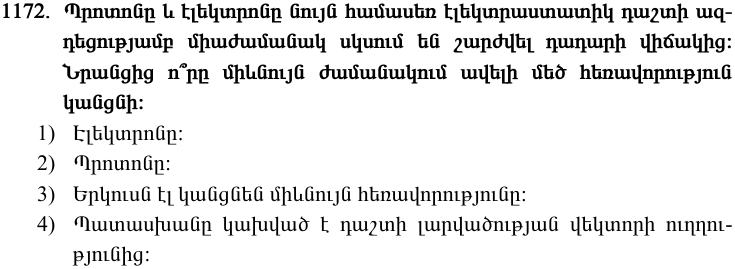 1172. Պրոտոնը և էլեկտրոնը նույն համասեռ էլեկտրաստատիկ դաշտի ազ-
դեցությամբ միաժամանակ սկսում են շարժվել դադարի վիճակից:
Նրանցից ո՞րը միևնույն ժամանակում ավելի մեծ հեռավորություն
կանցնի:
1) Էլեկտրոնը:
2) Պրոտոնը:
3) Երկուսն էլ կանցնեն միևնույն հեռավորությունը:
4) Պատասխանը կախված է դաշտի լարվածության վեկտորի ուղղու-
թյունից: